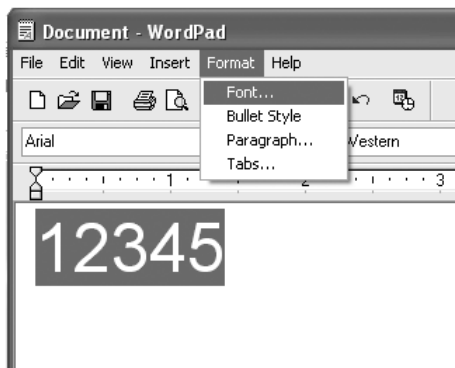 Document - WordPad
File Edit View Insert Format Help
Font...
Bullet Style
Paragraph...
Tabs...
Arial
Western
1 2 3
12345